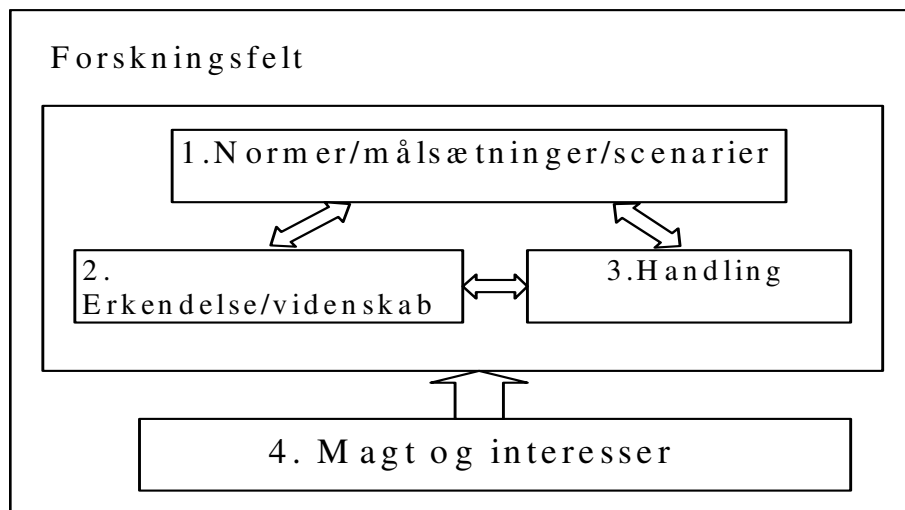 Forskningsfelt
1.Normer/målsætninger/scenarier
2.
Erkendelse/videnskab
3.Handling
4. Magt og interesser